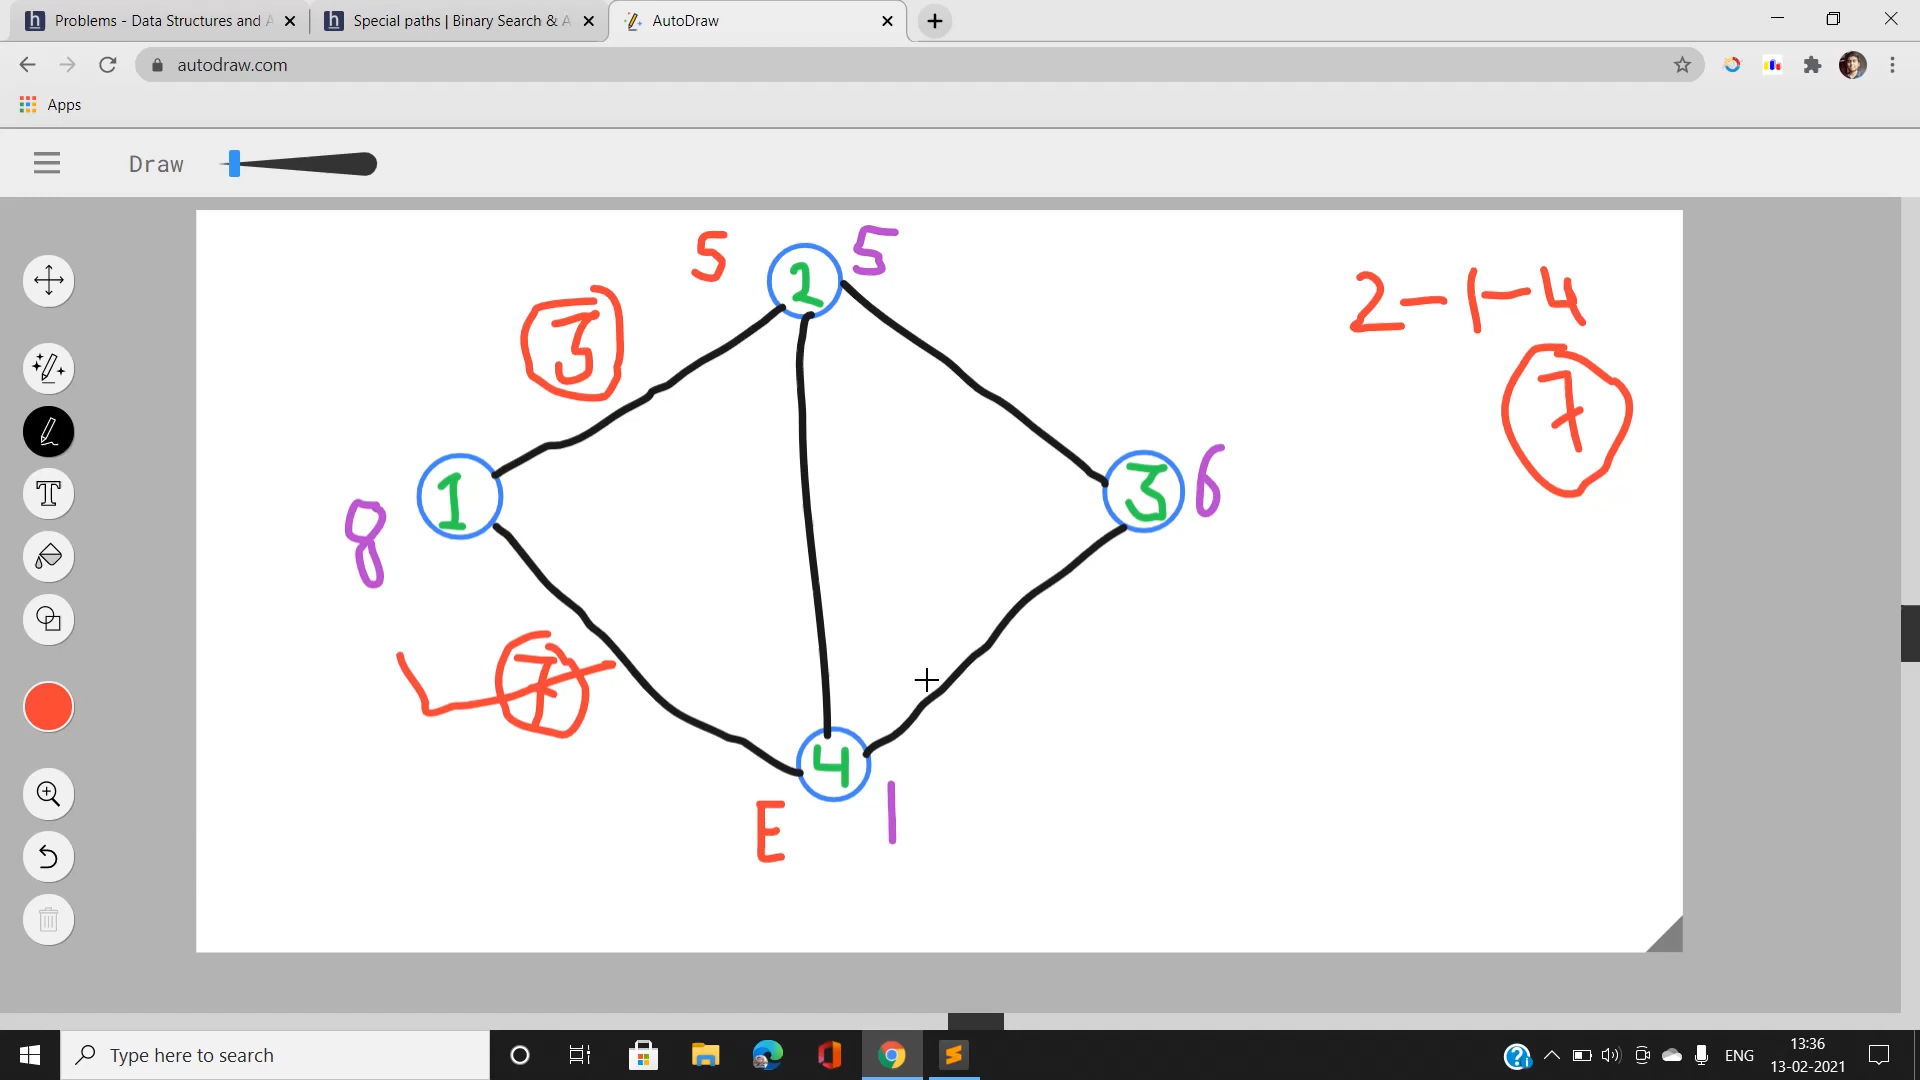 Problems - Data Structures and A
Special paths | Binary Search & A
AutoDraw
autodraw.com
Apps
Draw
S 2 5
2-1-4
3
7
1
3 6
8
7
4
E 1
Type here to search
ENG
13:36
13-02-2021